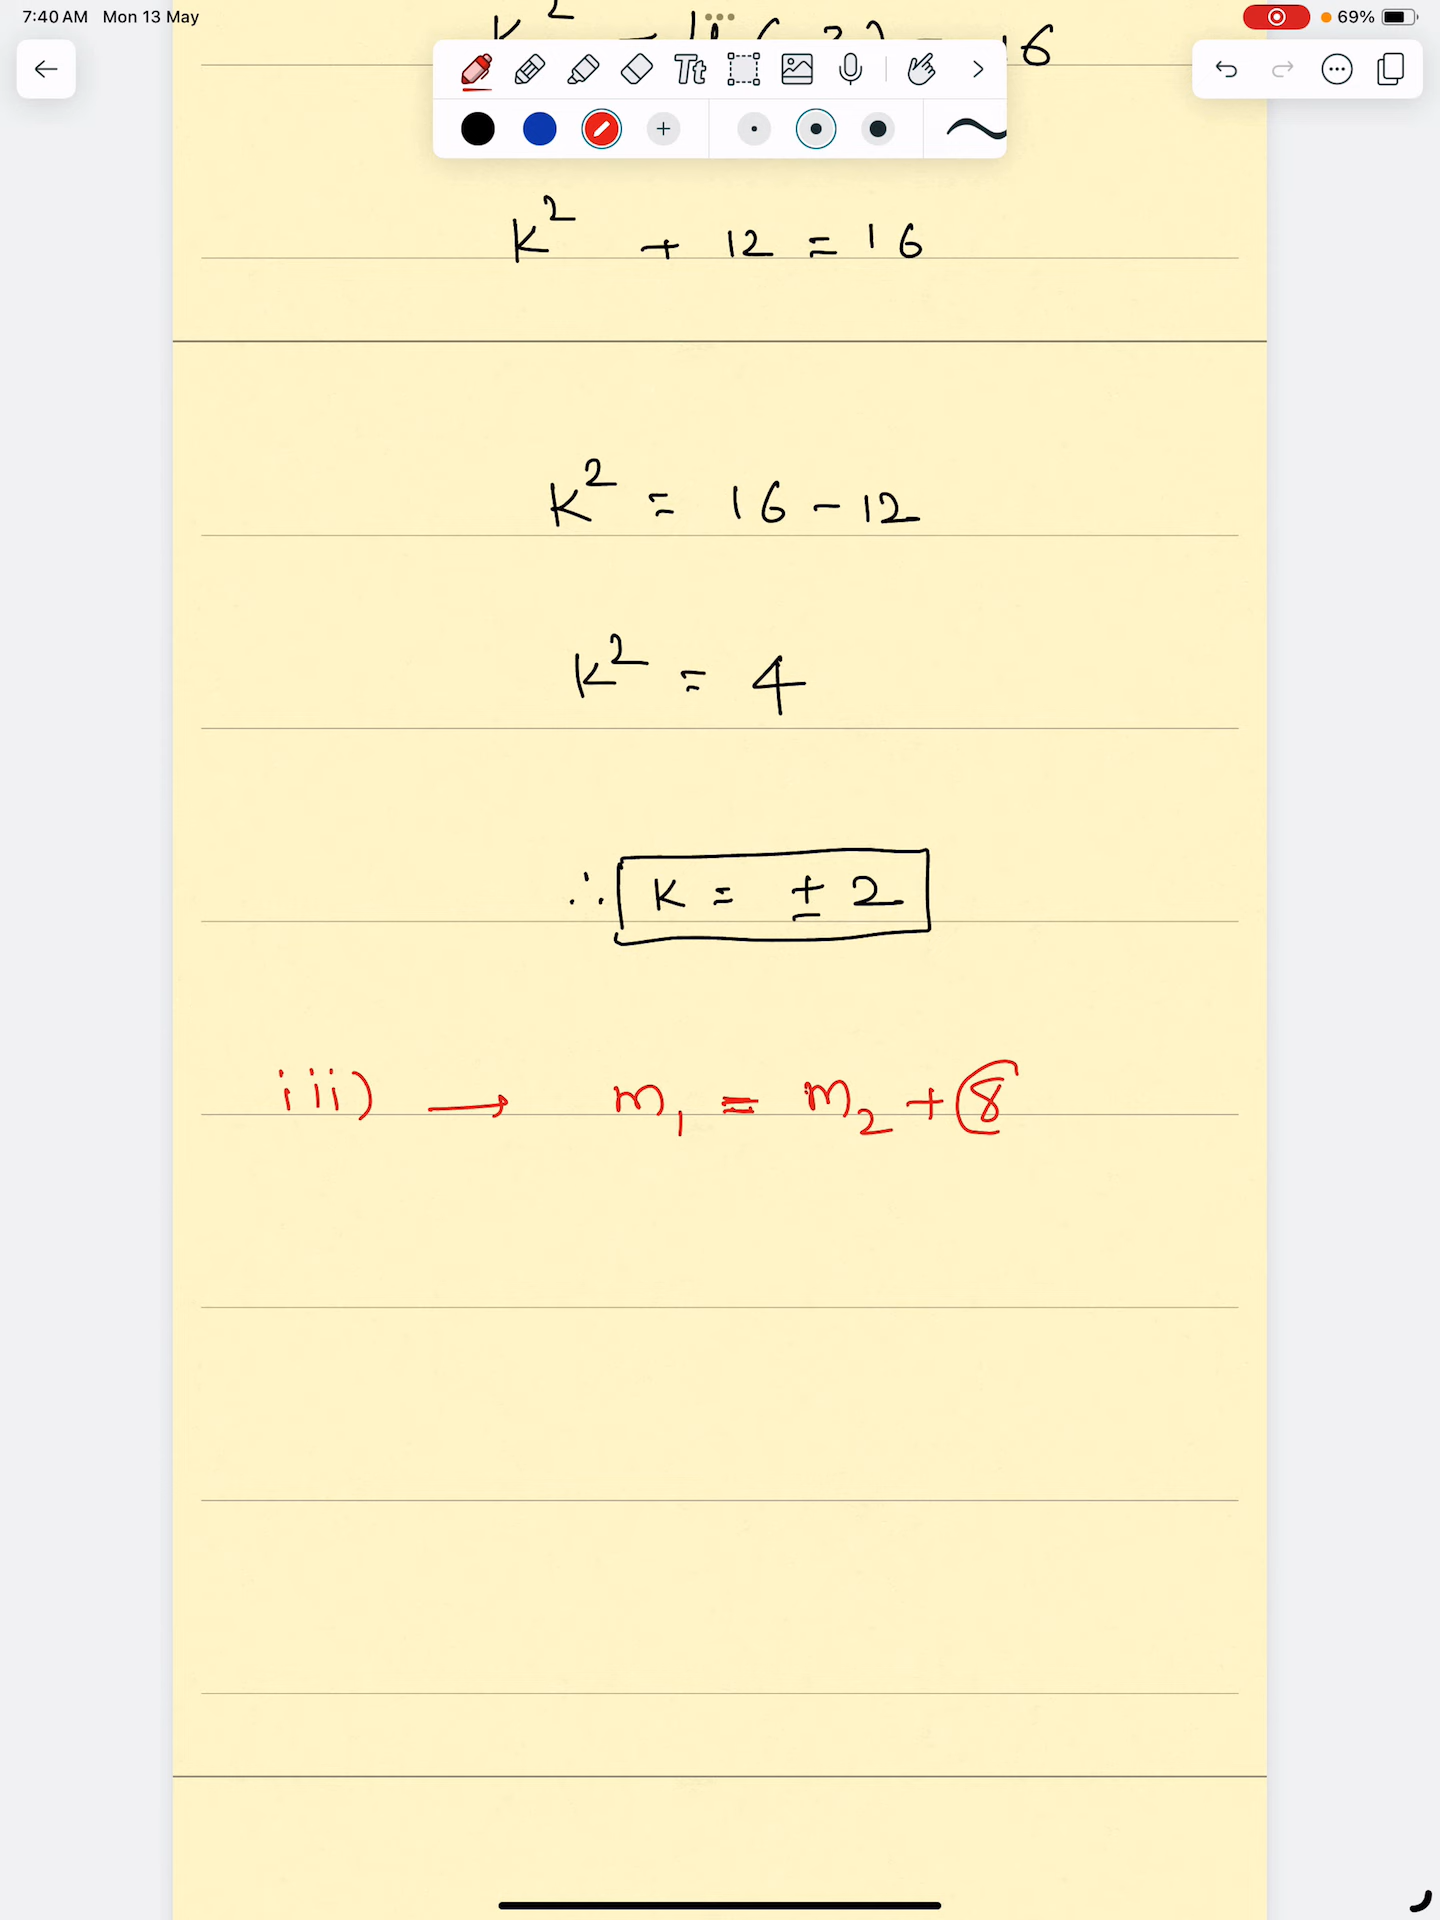 7:40 AM Mon 13 May
69%
Tt
K² + 12 = 16
K² = 16 - 12
K² = 4
∴ K = ± 2
iii) → m₁ = m₂ + 8